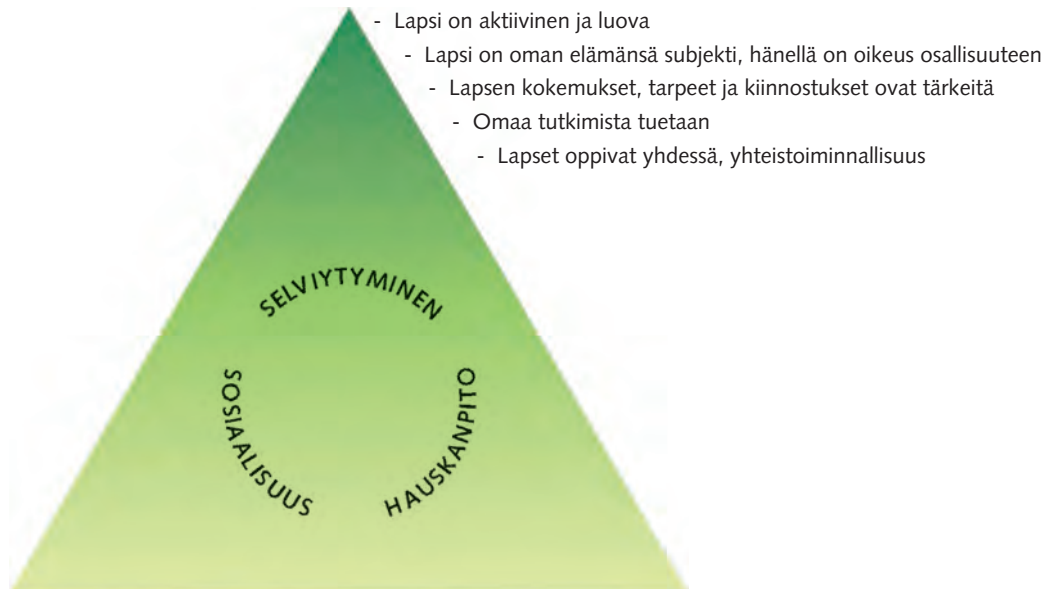 - Lapsi on aktiivinen ja luova
- Lapsi on oman elämänsä subjekti, hänellä on oikeus osallisuuteen
- Lapsen kokemukset, tarpeet ja kiinnostukset ovat tärkeitä
- Omaa tutkimista tuetaan
- Lapset oppivat yhdessä, yhteistoiminnallisuus
SELVIYTYMINEN
SOSIAALISUUS
HAUSKANPITO